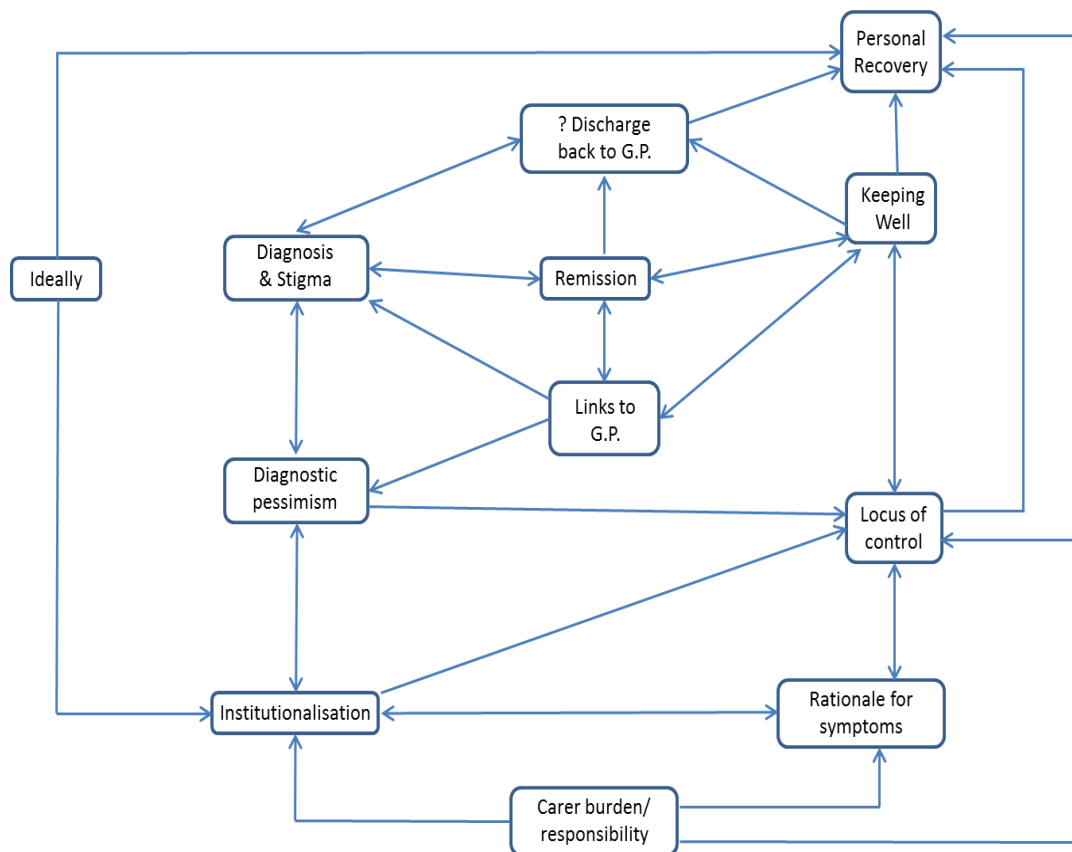 Personal
Recovery
? Discharge
back to G.P.
Keeping
Well
Diagnosis
& Stigma
Ideally
Remission
Links to
G.P.
Diagnostic
pessimism
Locus of
control
Institutionalisation
Rationale for
symptoms
Carer burden/
responsibility